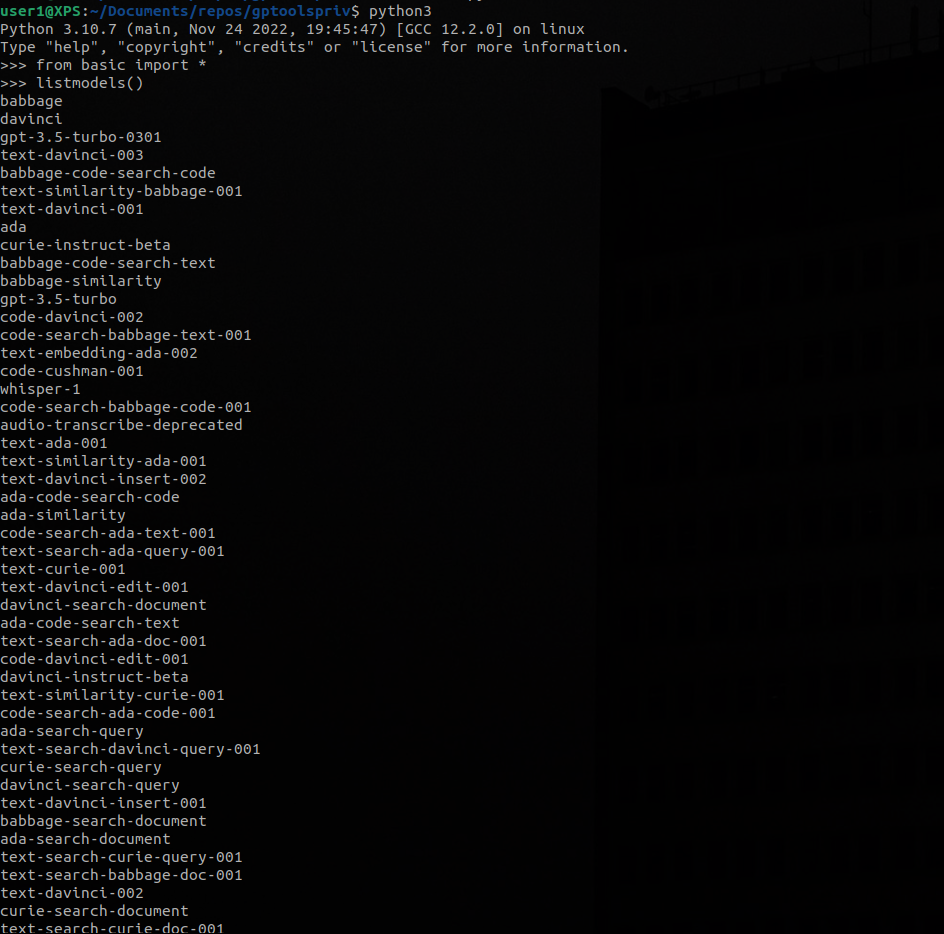 user1@XPS:~/Documents/repos/gptoolspriv$ python3
Python 3.10.7 (main, Nov 24 2022, 19:45:47) [GCC 12.2.0] on linux
Type "help", "copyright", "credits" or "license" for more information.
>>> from basic import *
>>> listmodels()
babbage
davinci
gpt-3.5-turbo-0301
text-davinci-003
babbage-code-search-code
text-similarity-babbage-001
text-davinci-001
ada
curie-instruct-beta
babbage-code-search-text
babbage-similarity
gpt-3.5-turbo
code-davinci-002
code-search-babbage-text-001
text-embedding-ada-002
code-cushman-001
whisper-1
code-search-babbage-code-001
audio-transcribe-deprecated
text-ada-001
text-similarity-ada-001
text-davinci-insert-002
ada-code-search-code
ada-similarity
code-search-ada-text-001
text-search-ada-query-001
text-curie-001
text-davinci-edit-001
davinci-search-document
ada-code-search-text
text-search-ada-doc-001
code-davinci-edit-001
davinci-instruct-beta
text-similarity-curie-001
code-search-ada-code-001
ada-search-query
text-search-davinci-query-001
curie-search-query
davinci-search-query
text-davinci-insert-001
babbage-search-document
ada-search-document
text-search-curie-query-001
text-search-babbage-doc-001
text-davinci-002
curie-search-document
text-search-curie-doc-001